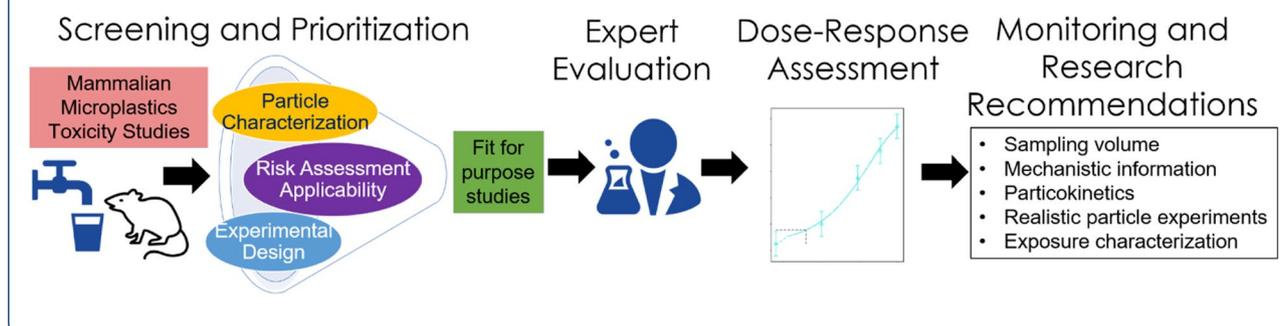 Screening and Prioritization
Mammalian
Microplastics
Toxicity Studies
Particle
Characterization
Risk Assessment
Applicability
Experimental
Design
Fit for
purpose
studies
Expert
Evaluation
Dose-Response
Assessment
Monitoring and
Research
Recommendations
• Sampling volume
• Mechanistic information
• Particokinetics
• Realistic particle experiments
• Exposure characterization